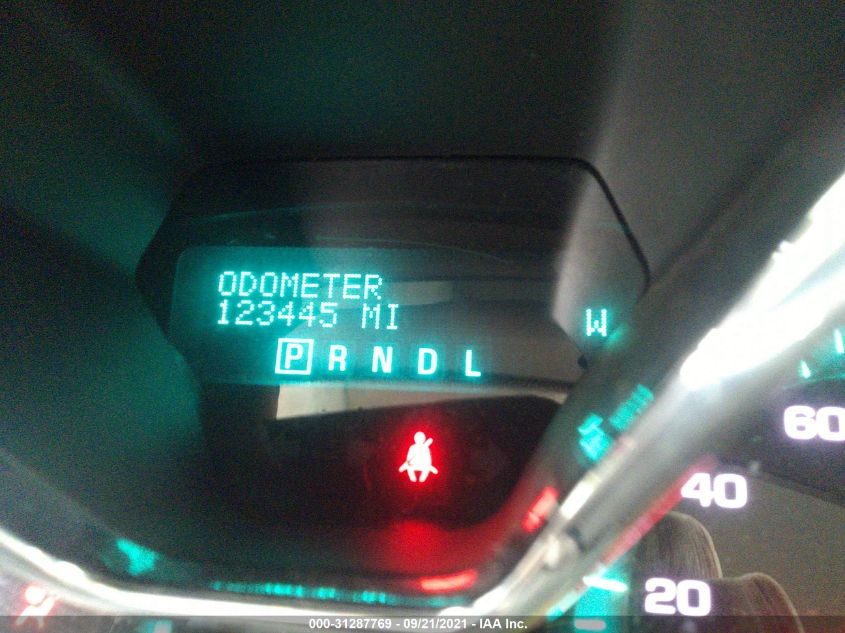 ODOMETER
123445 MI
W
P R N D L
60
40
20
000-31287769 - 09/21/2021 - IAA Inc.